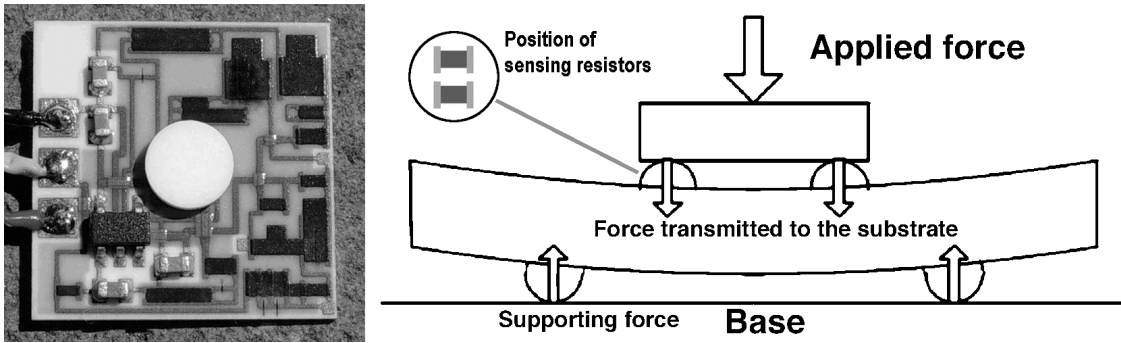 Position of
sensing resistors
Applied force
Force transmitted to the substrate
Supporting force
Base